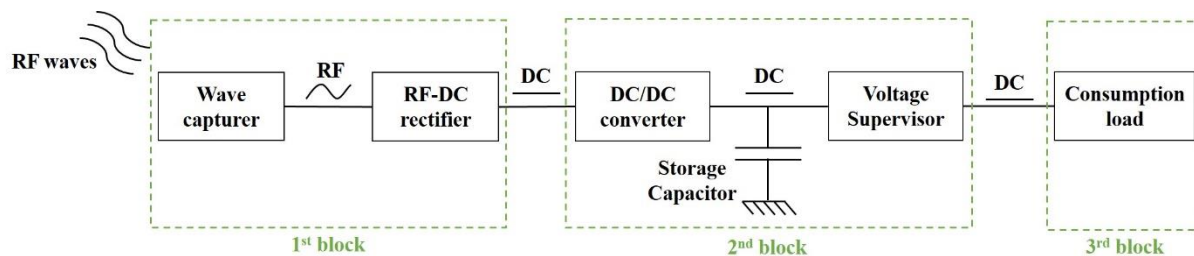 RF waves
Wave
capturer
RF
RF-DC
rectifier
DC
DC/DC
converter
DC
Storage
Capacitor
Voltage
Supervisor
DC
Consumption
load
1st block
2nd block
3rd block